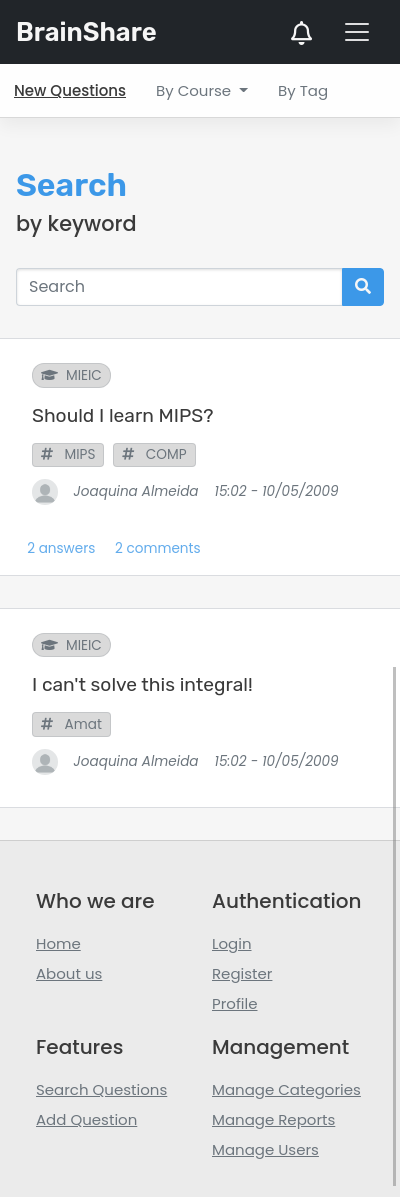 BrainShare
New Questions By Course By Tag
Search
by keyword
Search
MIEIC
Should I learn MIPS?
# MIPS # COMP
Joaquina Almeida 15:02 - 10/05/2009
2 answers 2 comments
MIEIC
I can't solve this integral!
# Amat
Joaquina Almeida 15:02 - 10/05/2009
Who we are
Home
About us
Authentication
Login
Register
Profile
Features
Search Questions
Add Question
Management
Manage Categories
Manage Reports
Manage Users